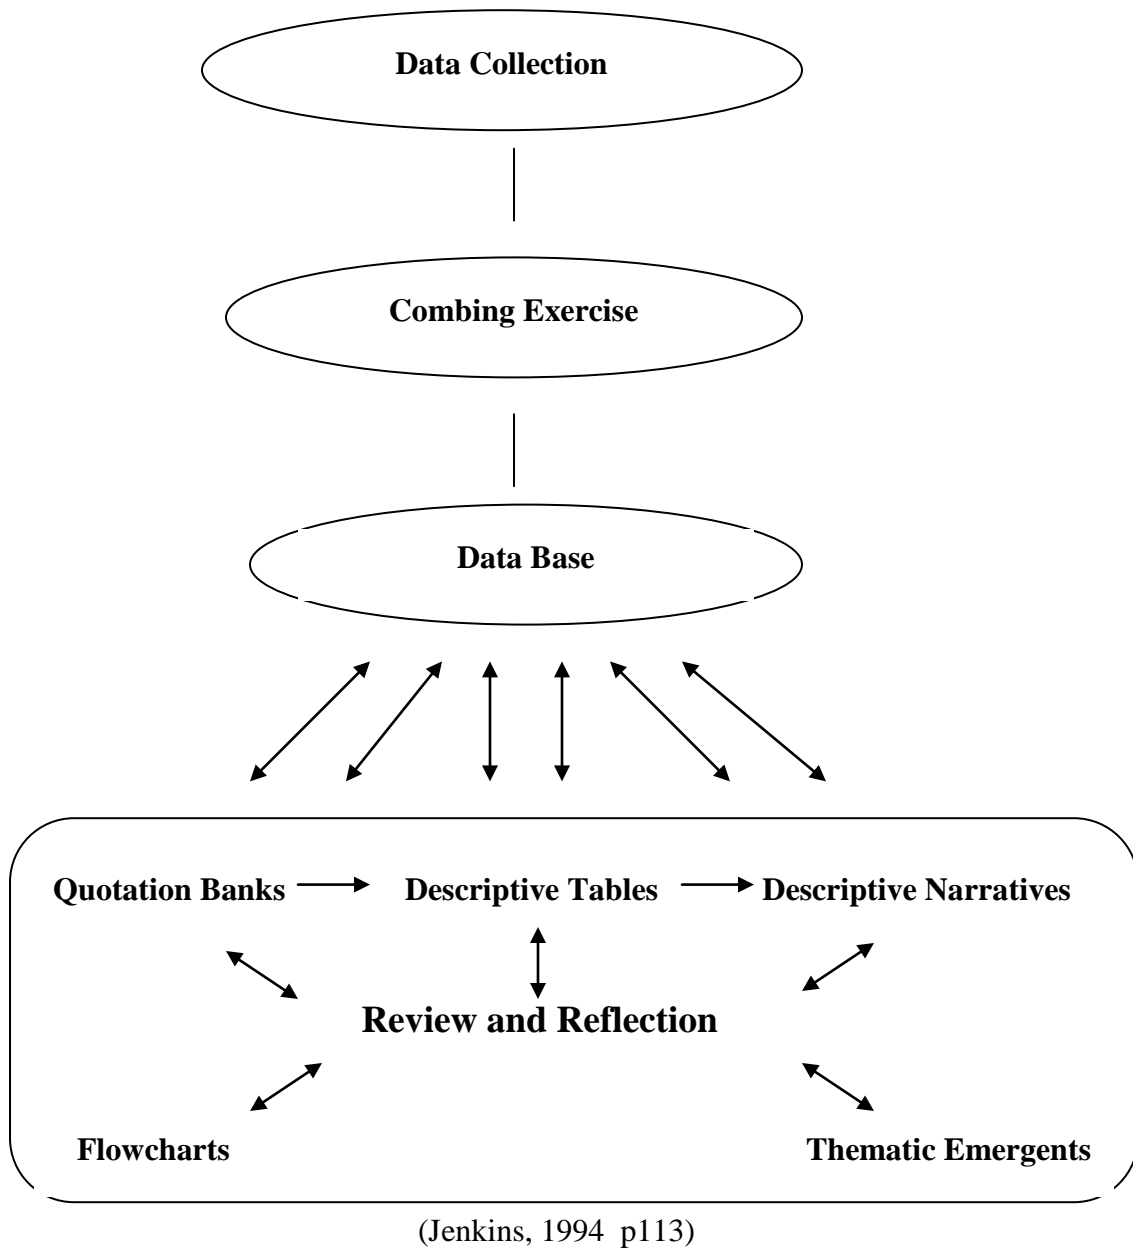 Data Collection
Combing Exercise
Data Base
Quotation Banks Descriptive Tables Descriptive Narratives
Review and Reflection
Flowcharts Thematic Emergents
(Jenkins, 1994 p113)